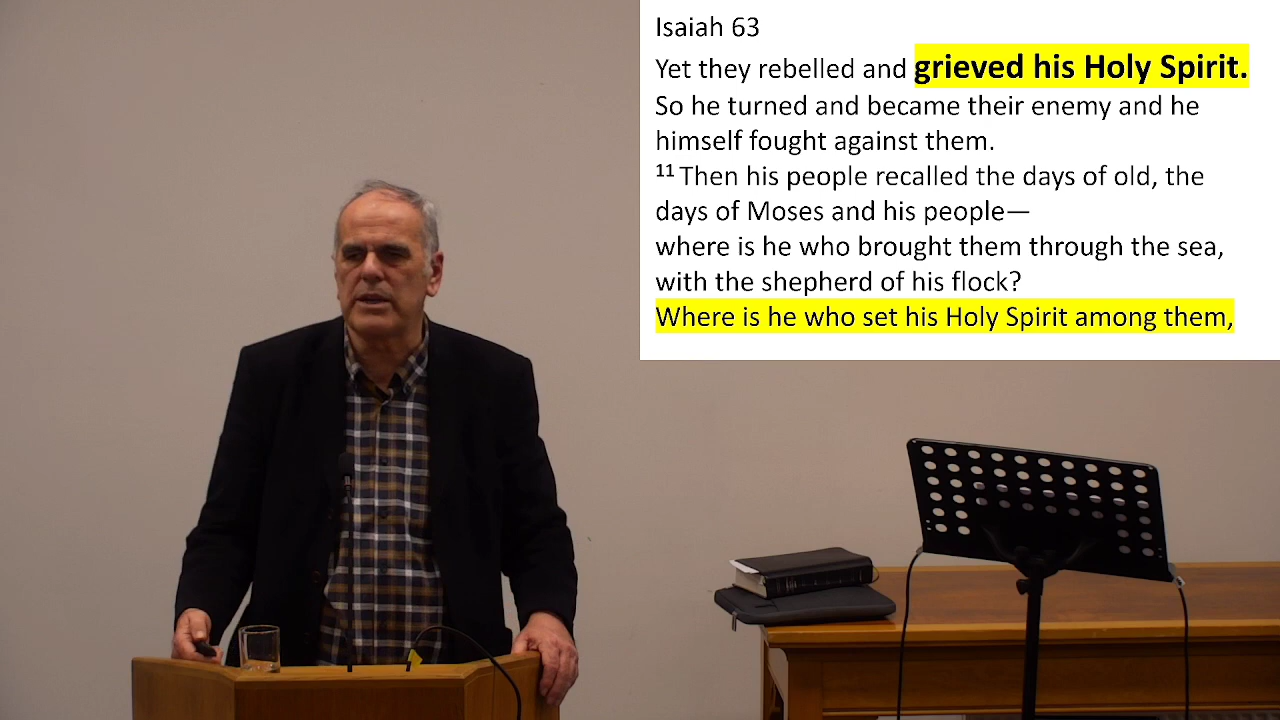 Isaiah 63
Yet they rebelled and grieved his Holy Spirit.
So he turned and became their enemy and he
himself fought against them.
11 Then his people recalled the days of old, the
days of Moses and his people—
where is he who brought them through the sea,
with the shepherd of his flock?
Where is he who set his Holy Spirit among them,